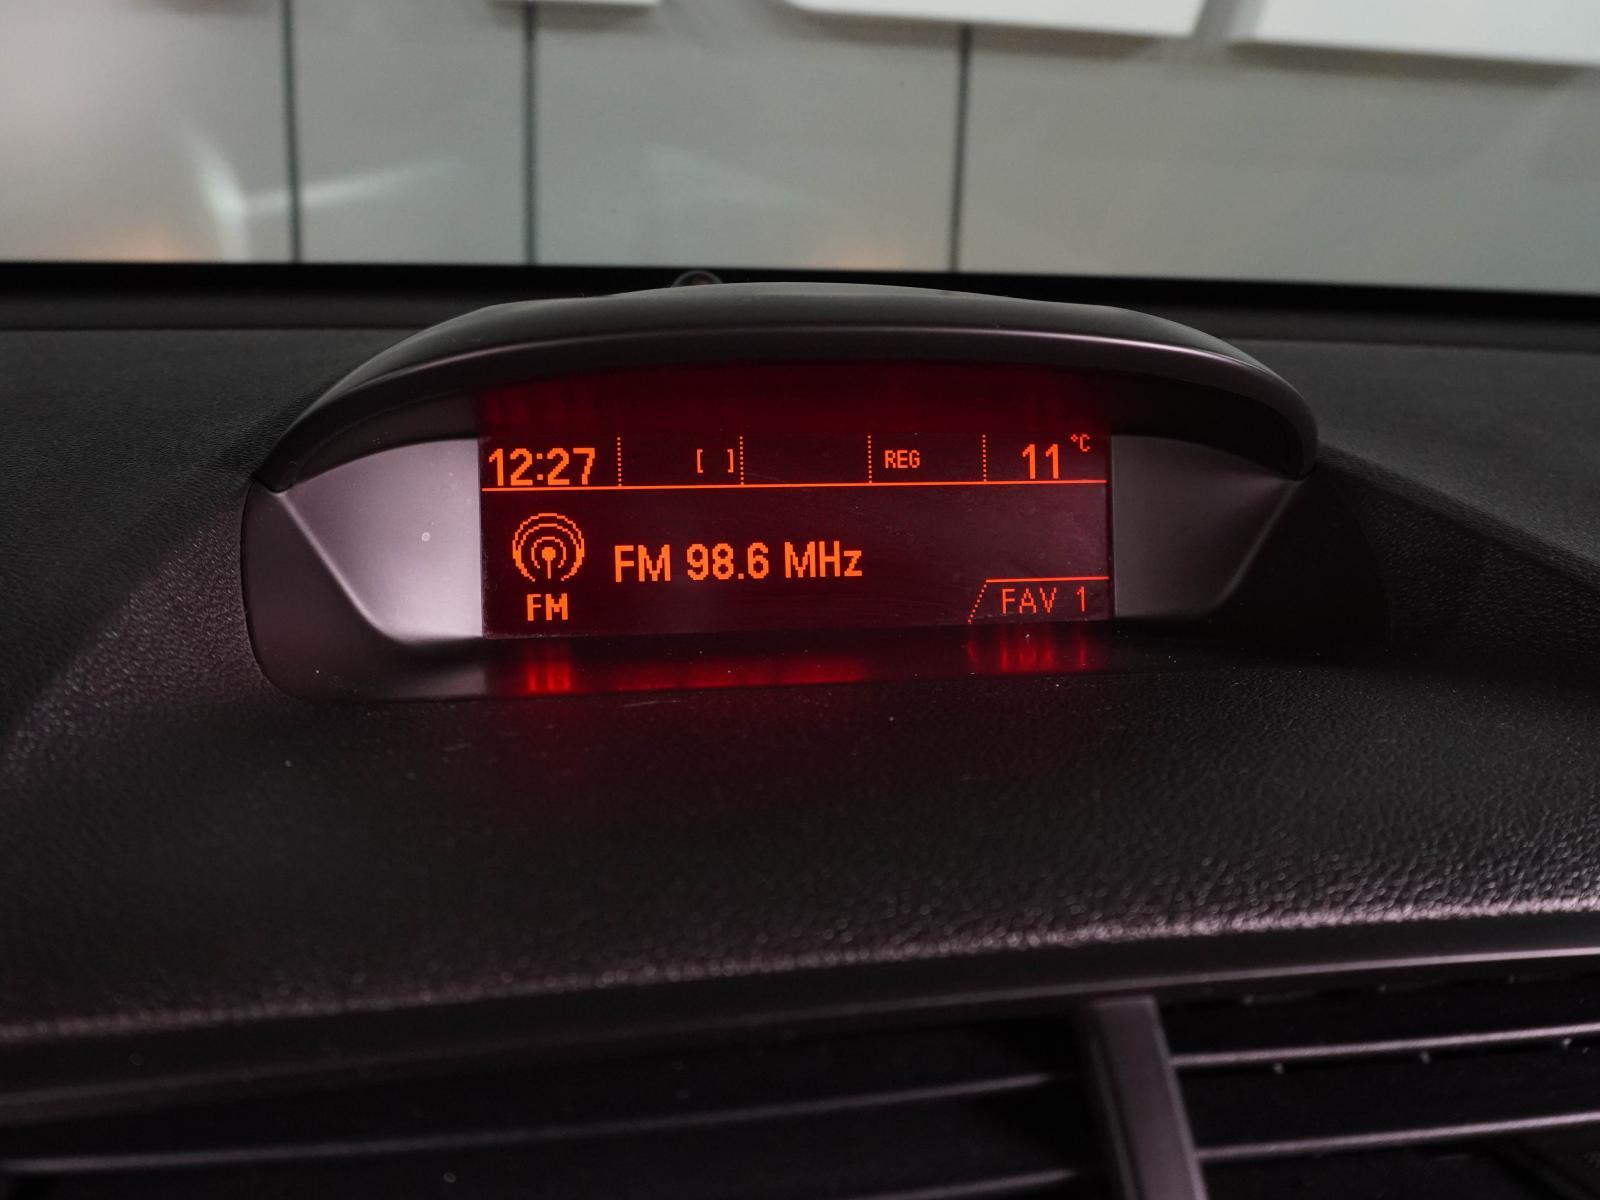 12:27 [ ] REG 11 °C
FM 98.6 MHz
FM
FAV 1